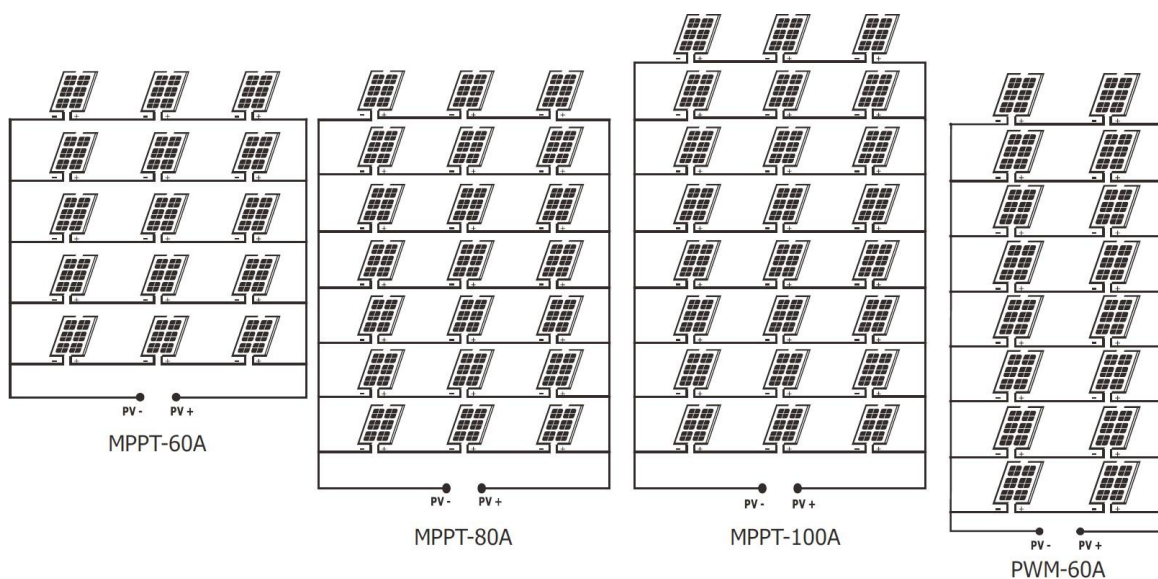 PV - PV +
MPPT-60A
PV - PV +
MPPT-80A
PV - PV +
MPPT-100A
PV - PV +
PWM-60A